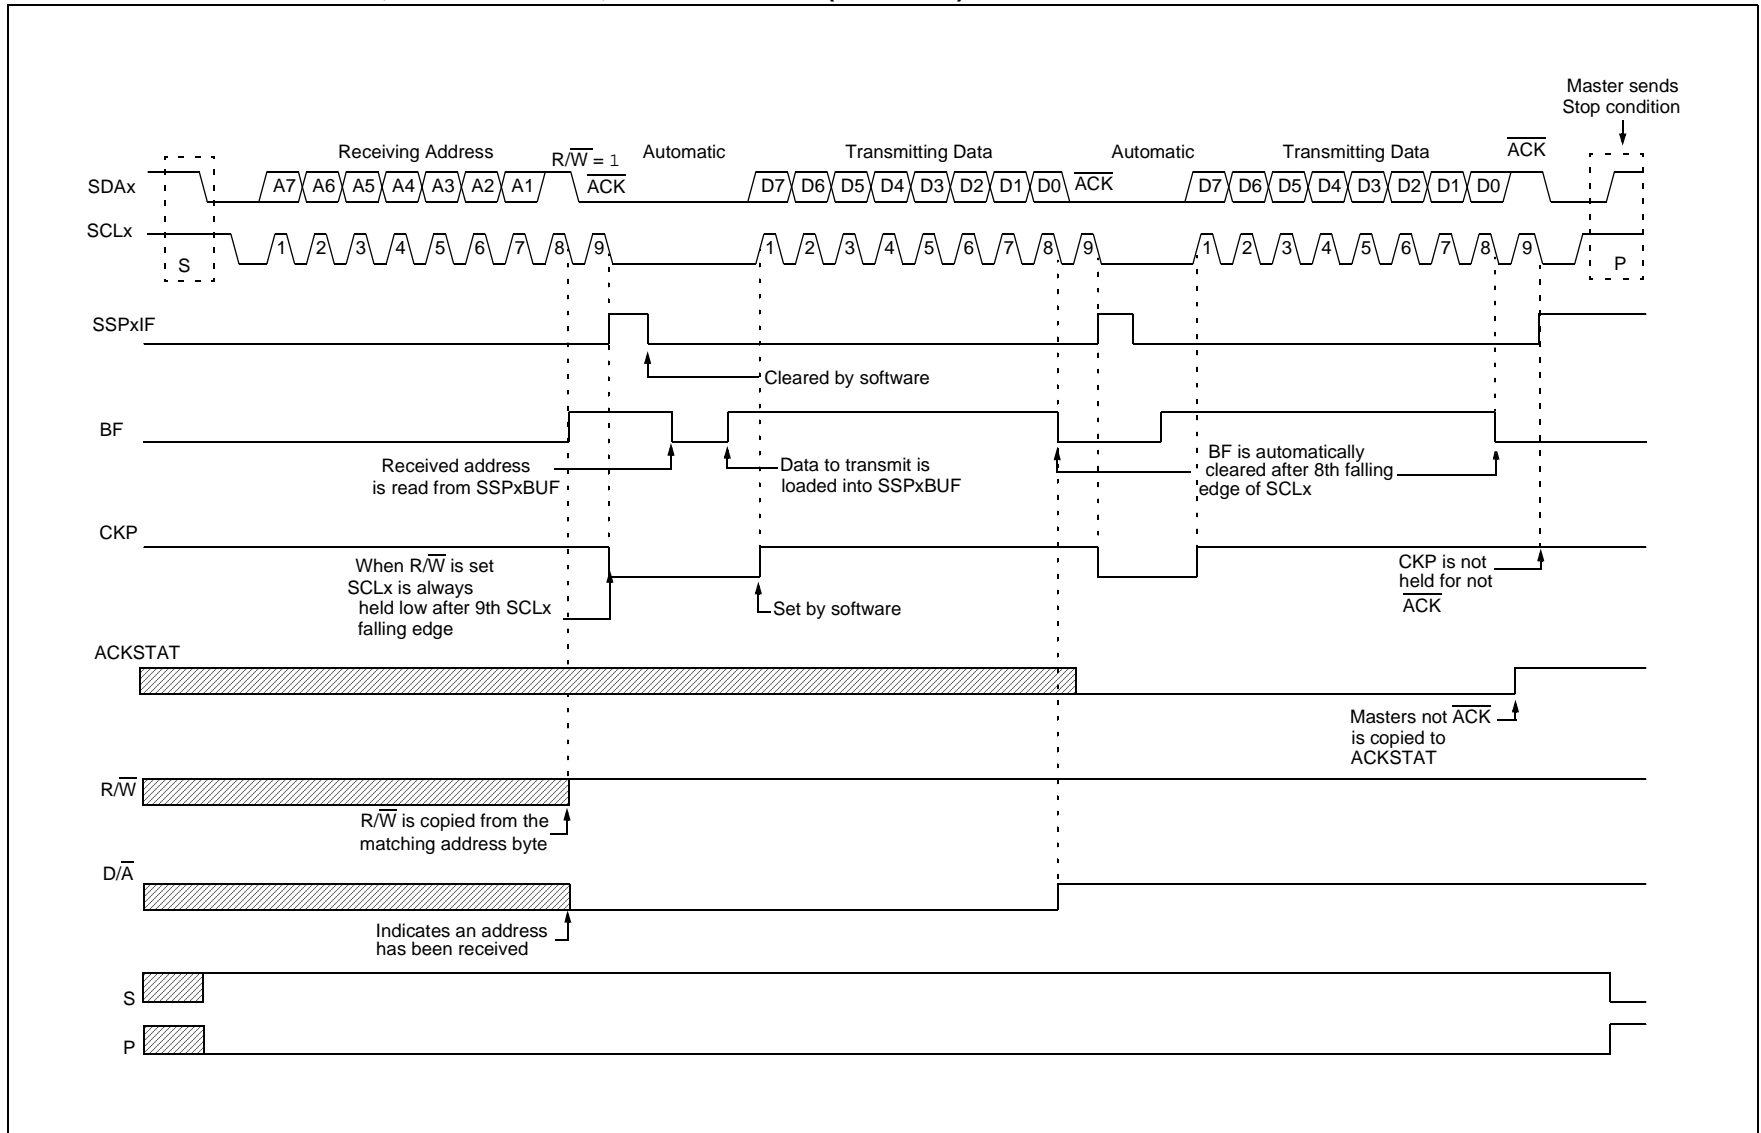 Master sends
Stop condition
Receiving Address
R/W = 1
Automatic
Transmitting Data
Automatic
Transmitting Data
ACK
SDAx
A7 A6 A5 A4 A3 A2 A1
ACK
D7 D6 D5 D4 D3 D2 D1 D0
ACK
D7 D6 D5 D4 D3 D2 D1 D0
SCLx
S
1 2 3 4 5 6 7 8 9
1 2 3 4 5 6 7 8 9
1 2 3 4 5 6 7 8 9
P
SSPxIF
Cleared by software
BF
Received address
is read from SSPxBUF
Data to transmit is
loaded into SSPxBUF
BF is automatically
cleared after 8th falling
edge of SCLx
CKP
When R/W is set
SCLx is always
held low after 9th SCLx
falling edge
Set by software
CKP is not
held for not
ACK
ACKSTAT
Masters not ACK
is copied to
ACKSTAT
R/W
R/W is copied from the
matching address byte
D/A
Indicates an address
has been received
S
P